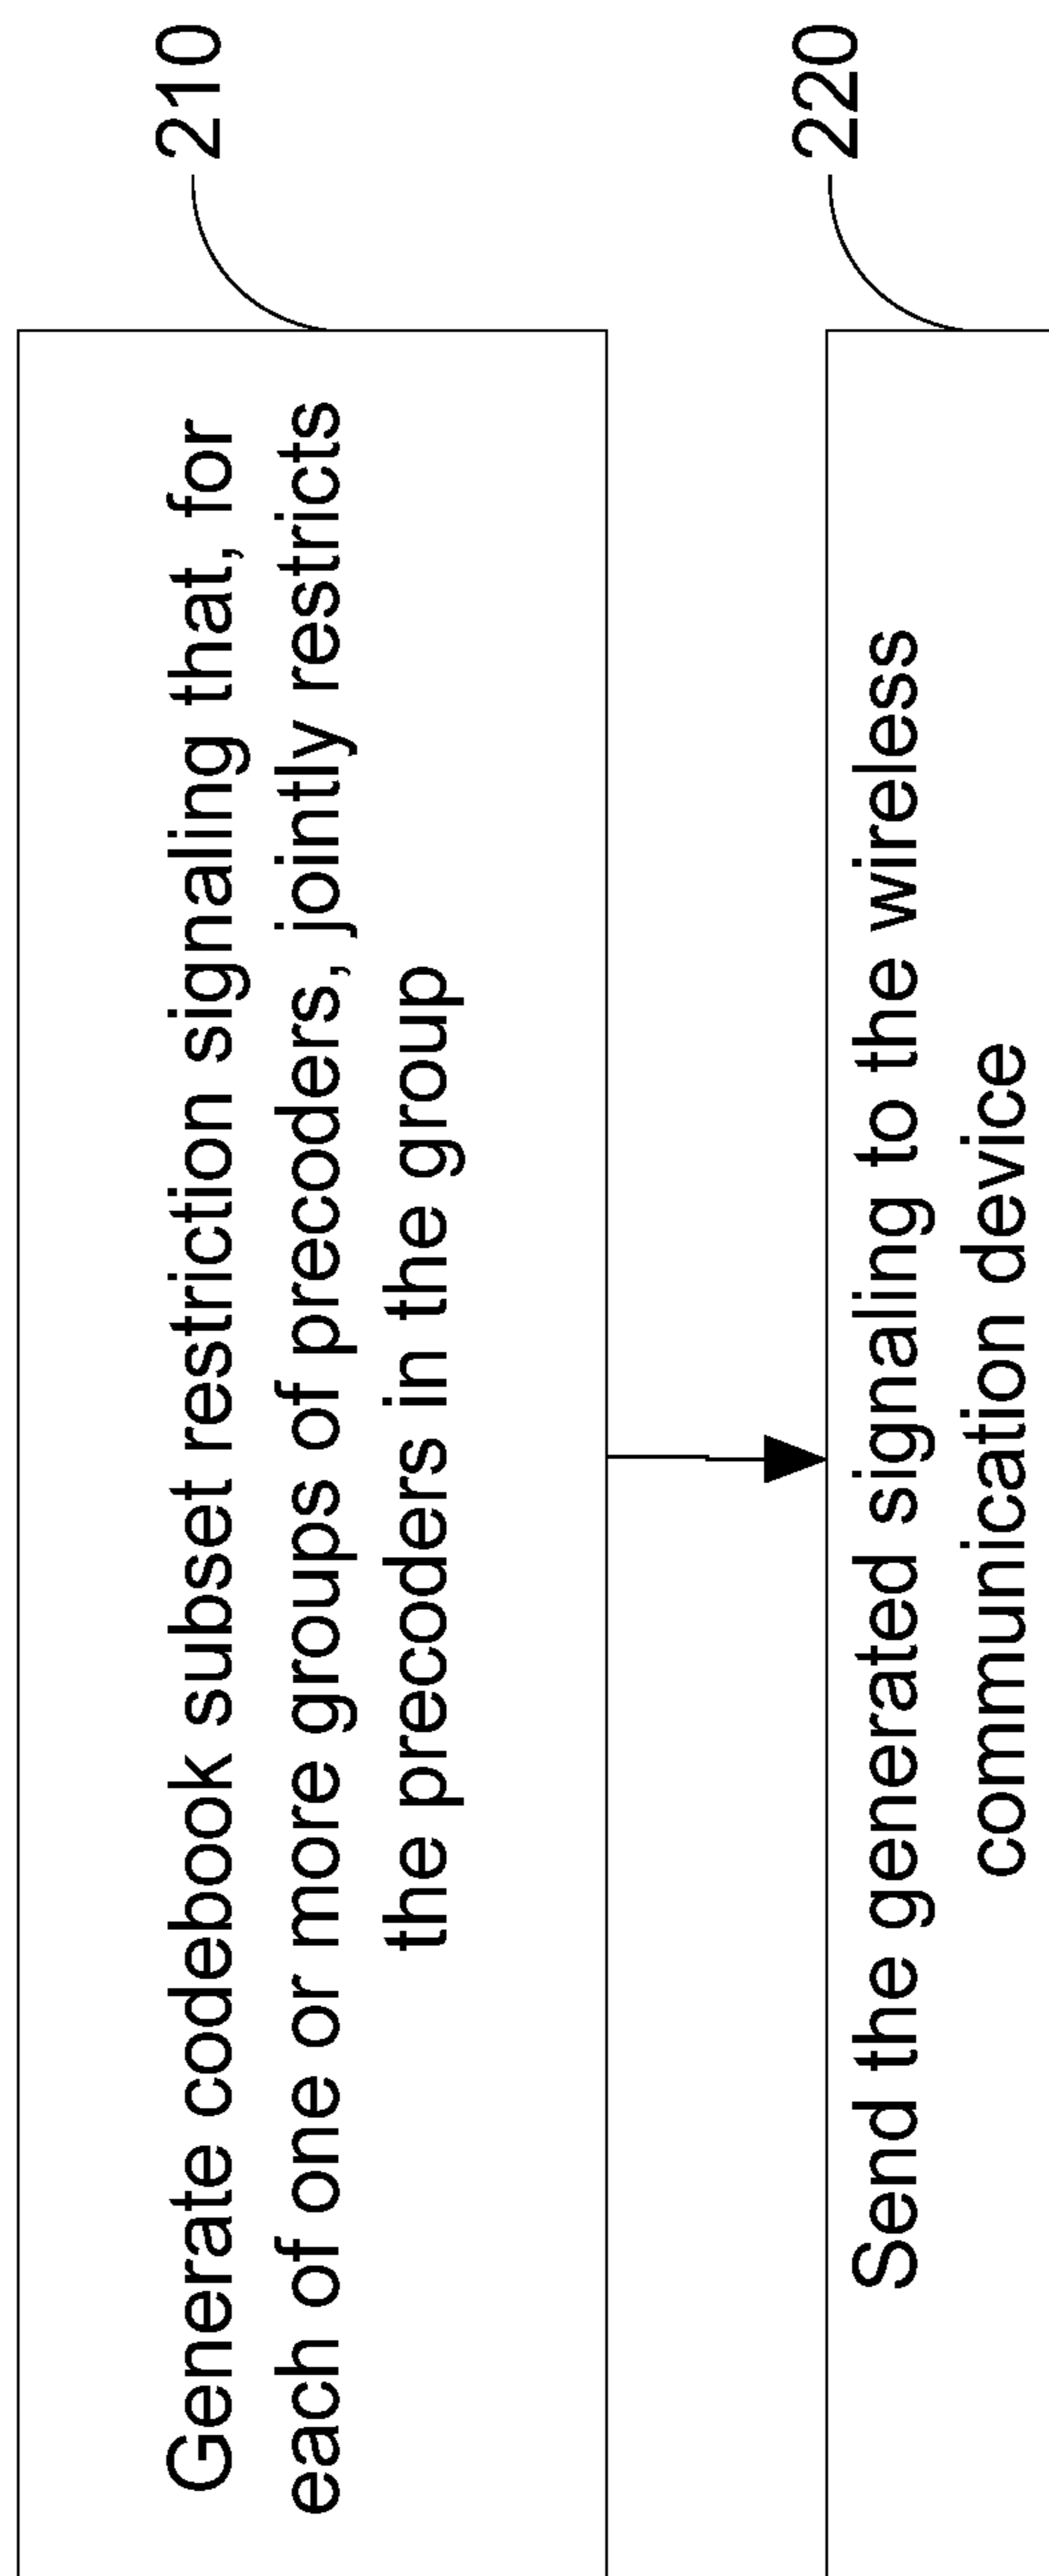 Generate codebook subset restriction signaling that, for
each of one or more groups of precoders, jointly restricts
the precoders in the group
210
Send the generated signaling to the wireless
communication device
220